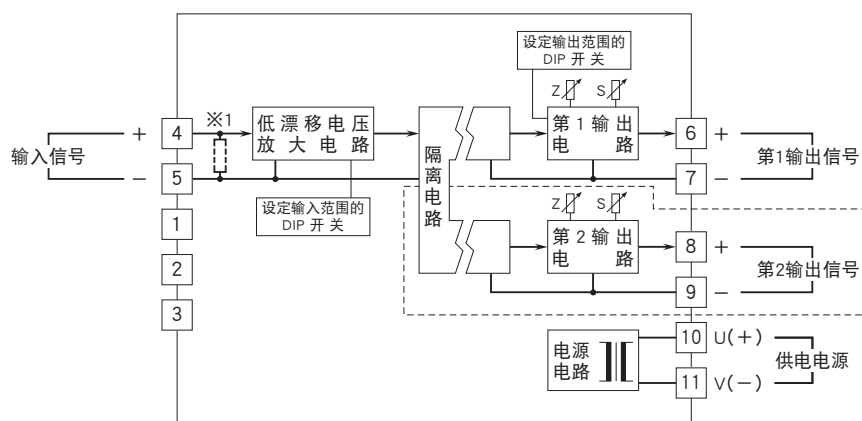 设定输出范围的
DIP 开 关
Z
S
※1
+
4
低 漂 移 电 压
放 大 电 路
第 1 输 出
电 路
6
+
输入信号
第1输出信号
−
5
隔离电路
7
−
设定输入范围的
DIP 开 关
1
Z
S
2
第 2 输 出
电 路
8
+
第2输出信号
9
−
3
电源
电路
10
U(+)
供电电源
11
V(−)